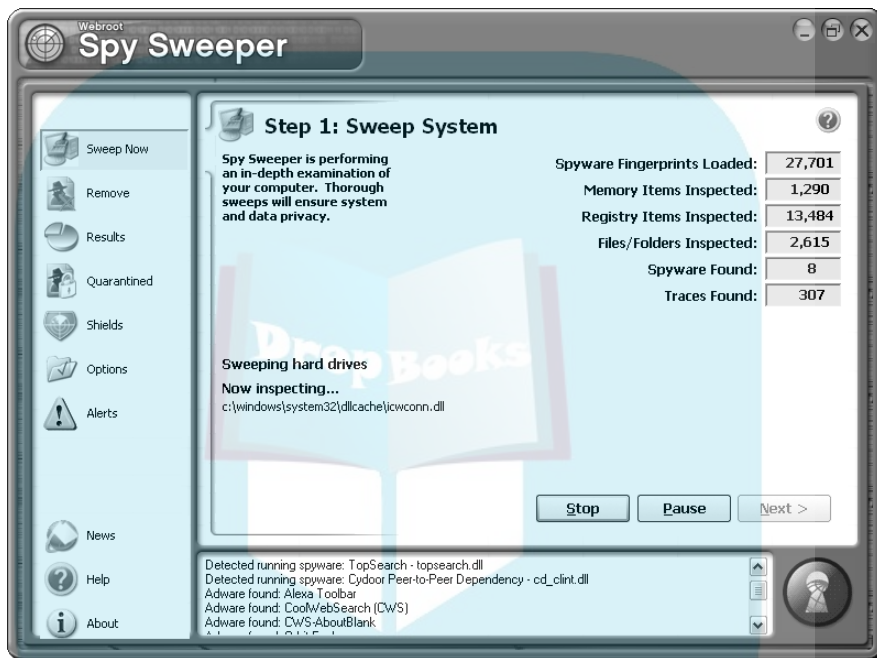 Webroot
Spy Sweeper
Sweep Now
Remove
Results
Quarantined
Shields
Options
Alerts
News
Help
About
Step 1: Sweep System
Spy Sweeper is performing
an in-depth examination of
your computer. Thorough
sweeps will ensure system
and data privacy.
Spyware Fingerprints Loaded: 27,701
Memory Items Inspected: 1,290
Registry Items Inspected: 13,484
Files/Folders Inspected: 2,615
Spyware Found: 8
Traces Found: 307
Drop Books
Sweeping hard drives
Now inspecting...
c:\windows\system32\dllcache\icwconn.dll
Stop Pause Next >
Detected running spyware: TopSearch - topsearch.dll
Detected running spyware: Cydoor Peer-to-Peer Dependency - cd_clint.dll
Adware found: Alexa Toolbar
Adware found: CoolWebSearch (CWS)
Adware found: CWS-AboutBlank